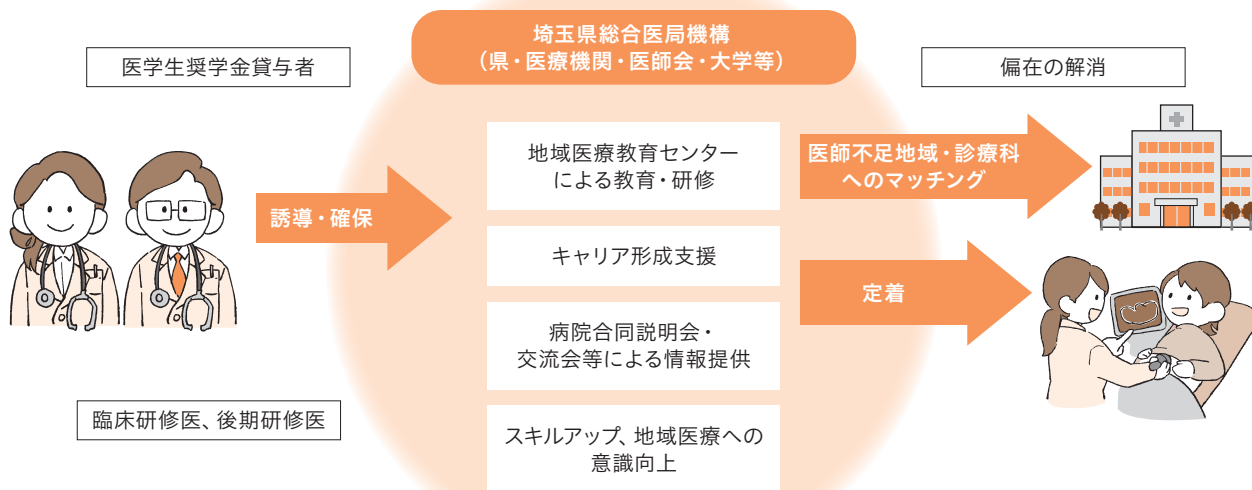 埼玉県総合医局機構
（県・医療機関・医師会・大学等）
医学生奨学金貸与者
偏在の解消
地域医療教育センター
による教育・研修
医師不足地域・診療科
へのマッチング
誘導・確保
キャリア形成支援
定着
病院合同説明会・
交流会等による情報提供
臨床研修医、後期研修医
スキルアップ、地域医療への
意識向上